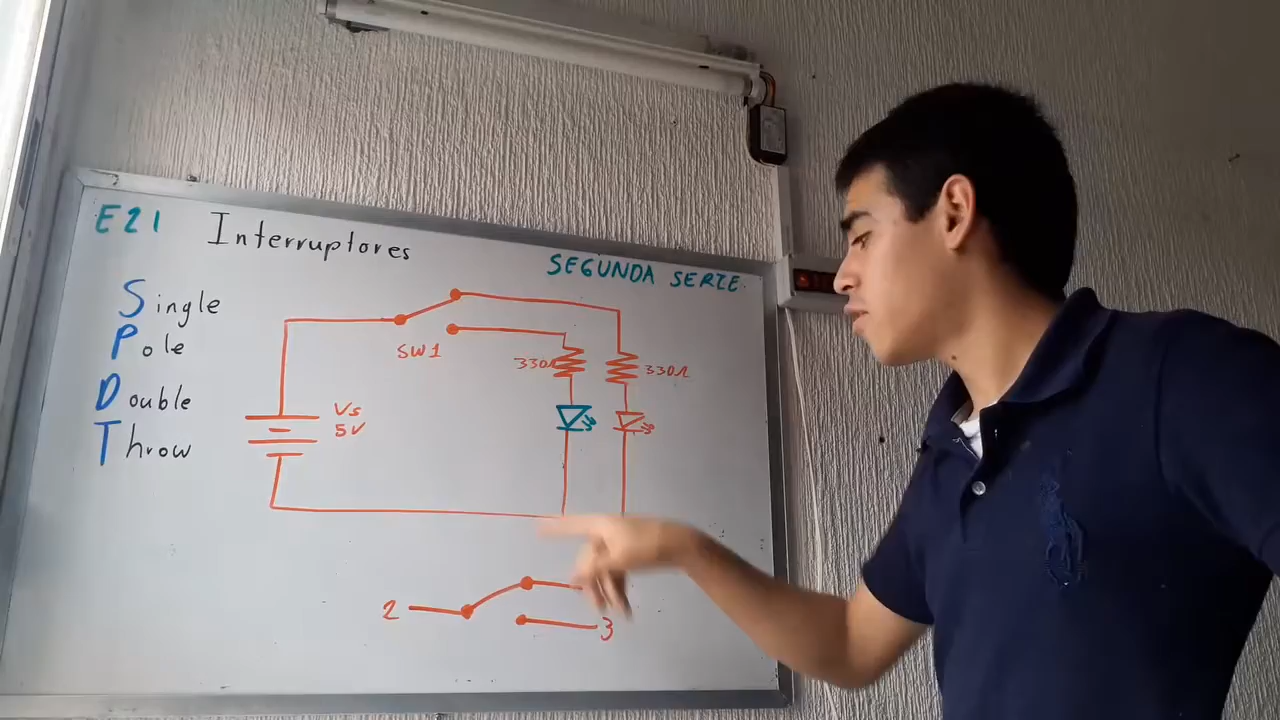 E21 Interruptores
SEGUNDA SERIE.
Single
Pole
Double
Throw
SW1
330Ω
330Ω
Vs
5V
2
3